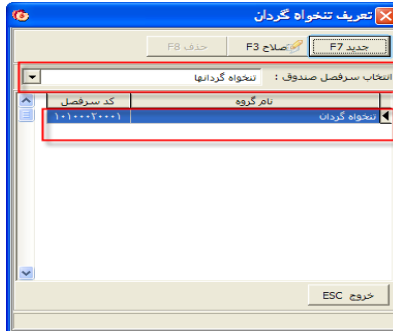 تعریف تنخواه گردان
جدید F7 اصلاح F3 حذف F8
انتخاب سرفصل صندوق : تنخواه گردانها
نام گروه کد سرفصل
تنخواه گردان ۱۰۱۰۰۰۲۰۰۰۱
خروج ESC